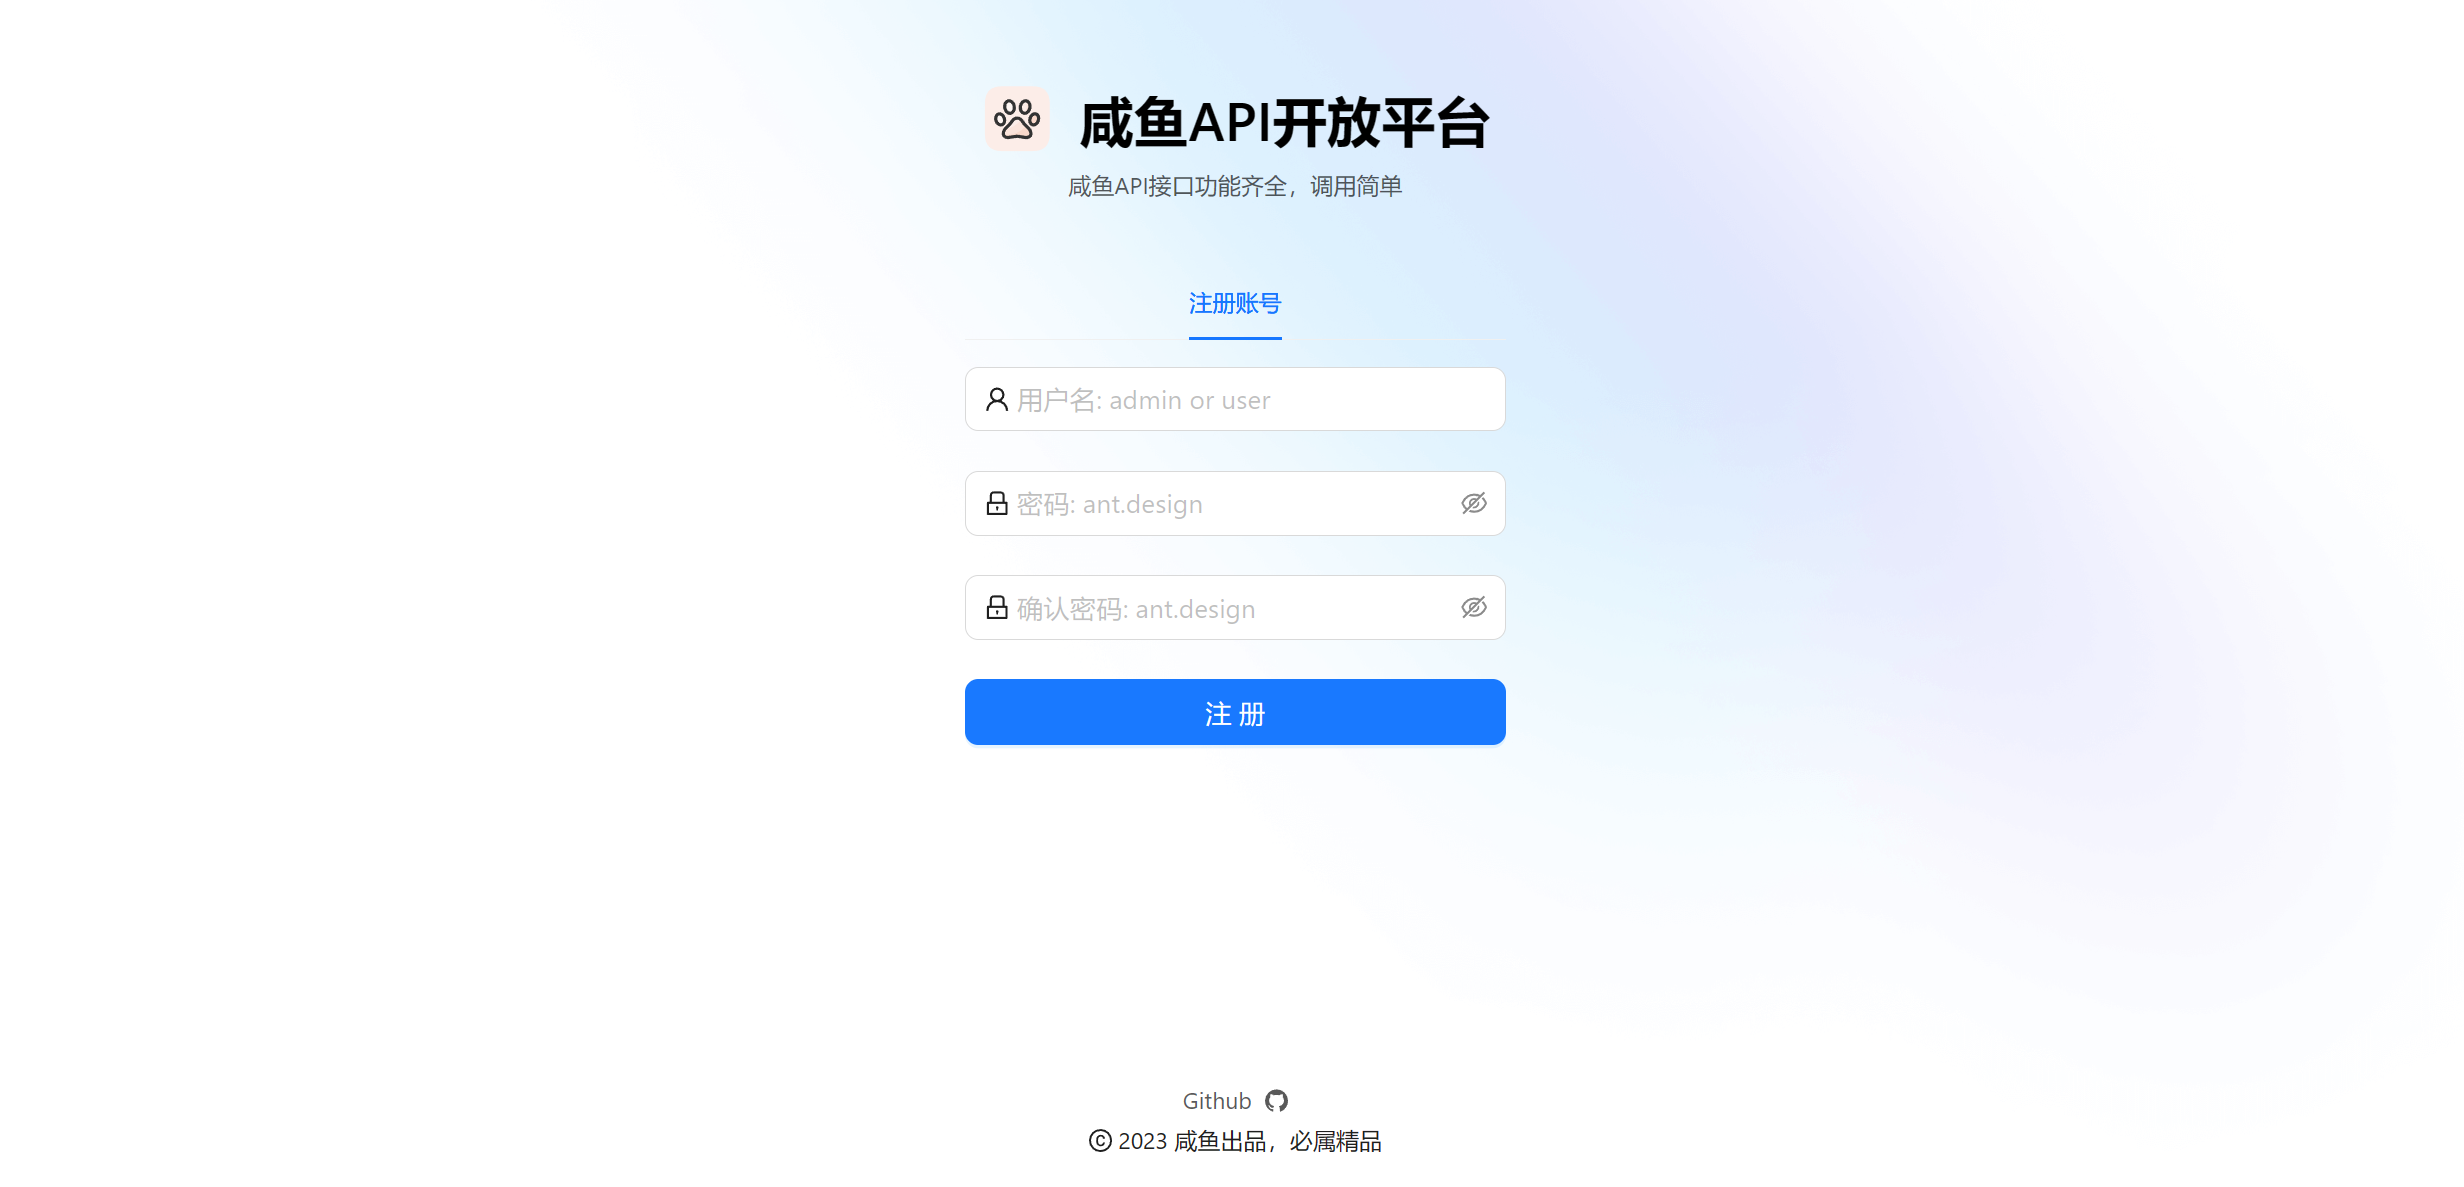 咸鱼API开放平台
咸鱼API接口功能齐全，调用简单
注册账号
用户名: admin or user
密码: ant.design
确认密码: ant.design
注 册
Github
© 2023 咸鱼出品，必属精品